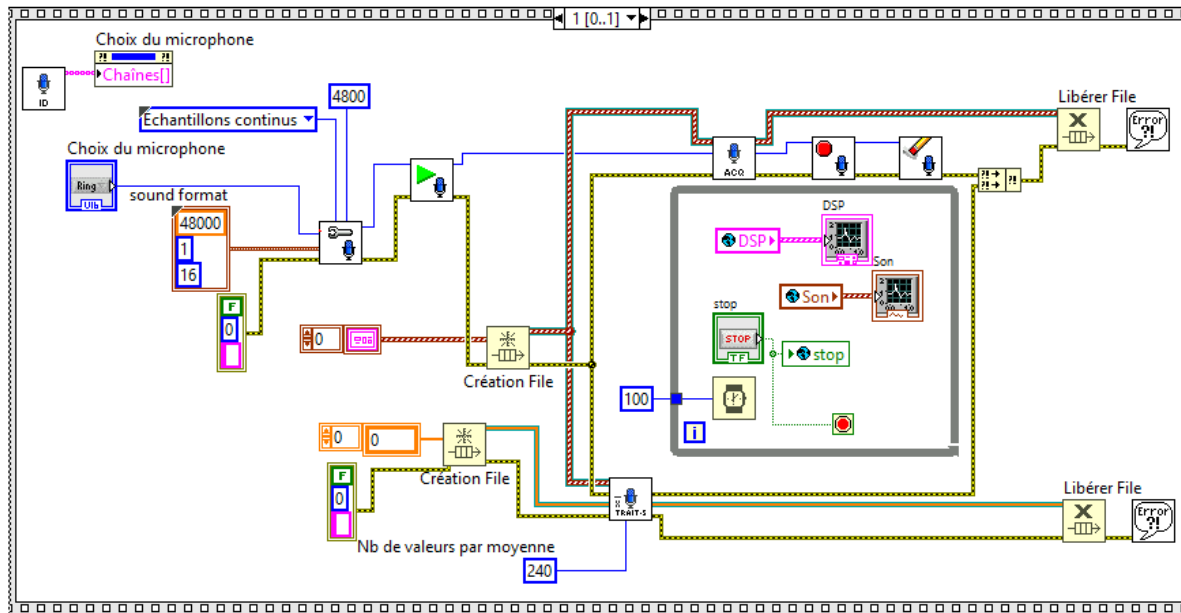 1 [0..1]
Choix du microphone
?! ?!
Chaînes[]
ID
4800
Echantillons continus
Choix du microphone
Ring
U16
sound format
48000
1
16
F
0
ACQ
Libérer File
Error
?!
?!
?!
?!
DSP
DSP
Son
Son
stop
STOP
TF
stop
100
i
0
Création File
0
0
Création File
F
0
TRAIT-S
Nb de valeurs par moyenne
240
Libérer File
Error
?!